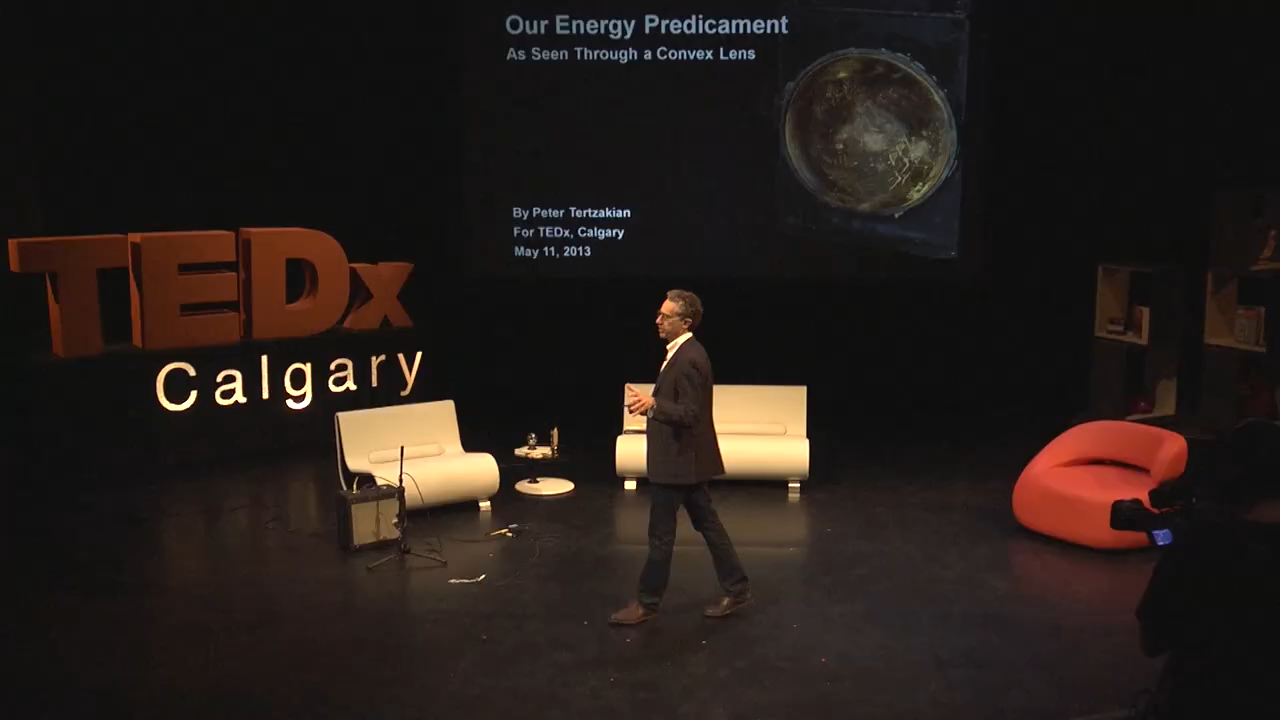 Our Energy Predicament
As Seen Through a Convex Lens
By Peter Tertzakian
For TEDx, Calgary
May 11, 2013
TEDx
Calgary